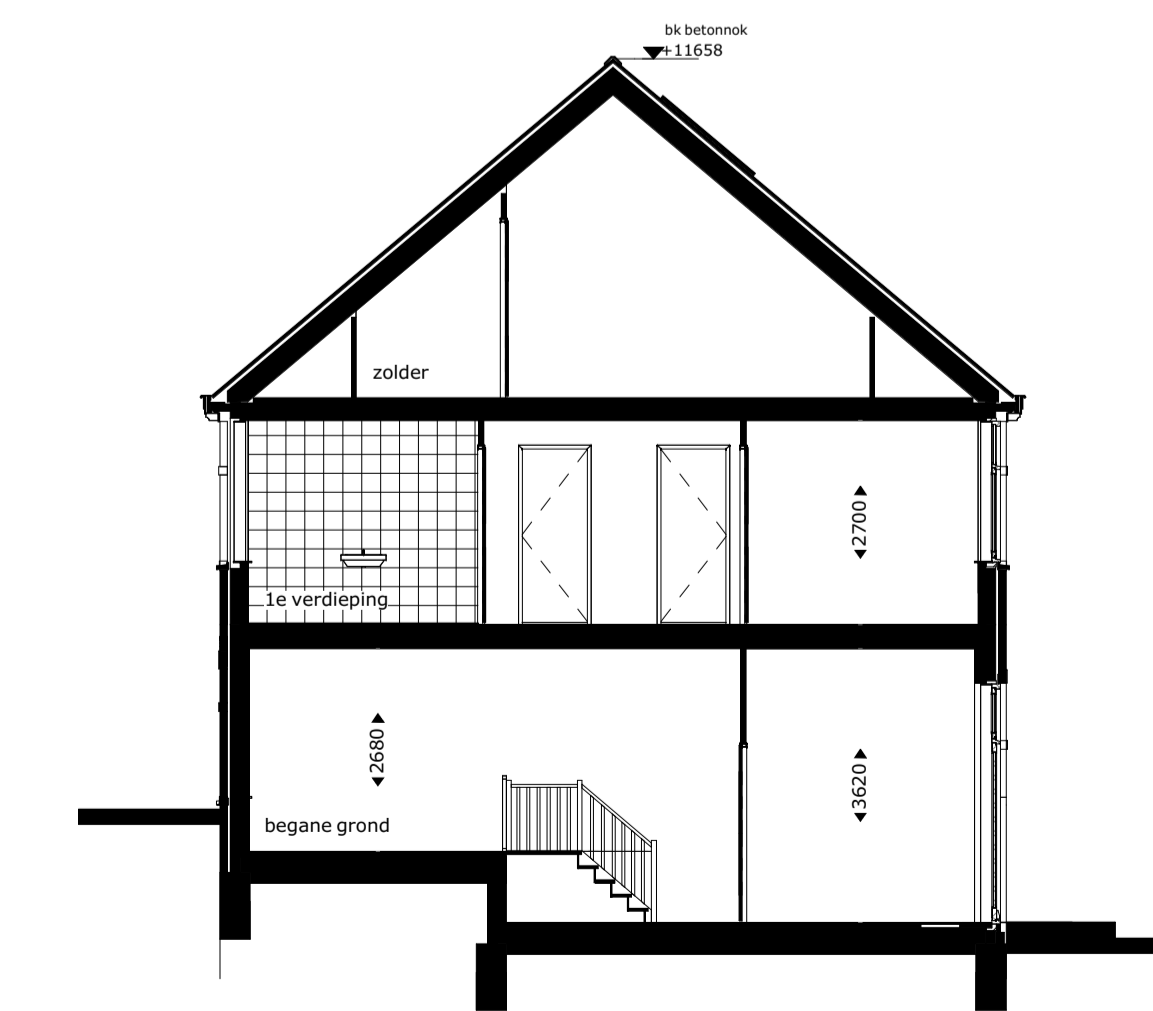 bk betonnok
+11658
zolder
2700
1e verdieping
2680
3620
begane grond